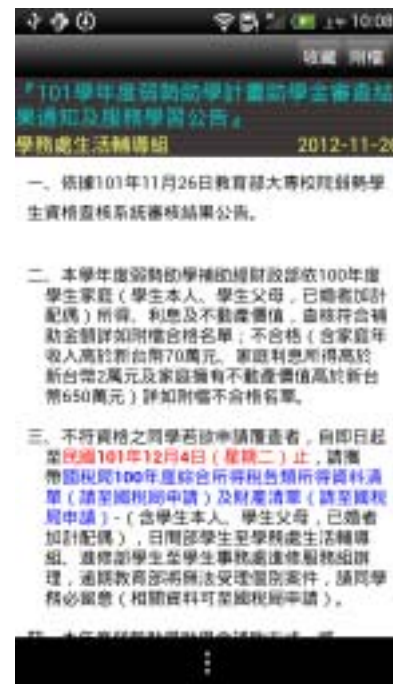 10:08
收藏 附檔
『101學年度弱勢助學計畫助學金審查結
果通知及服務學習公告』
學務處生活輔導組 2012-11-26
一、依據101年11月26日教育部大專校院弱勢學
生資格查核系統審核結果公告。
二、本學年度弱勢助學補助經財政部依100年度
學生家庭(學生本人、學生父母,已婚者加計
配偶)所得、利息及不動產價值,查核符合補
助金額詳如附檔合格名單;不合格(含家庭年
收入高於新台幣70萬元、家庭利息所得高於
新台幣2萬元及家庭擁有不動產價值高於新台
幣650萬元)詳如附檔不合格名單。
三、不符資格之同學若欲申請覆查者,自即日起
至民國101年12月4日(星期二)止,請攜
帶國稅局100年度綜合所得稅各類所得資料清
單(請至國稅局申請)及財產清單(請至國稅
局申請)-(含學生本人、學生父母,已婚者
加計配偶),日間部學生至學務處生活輔導
組、進修部學生至學生事務處進修服務組辦
理,逾期教育部將無法受理個別案件,請同學
務必留意(相關資料可至國稅局申請)。